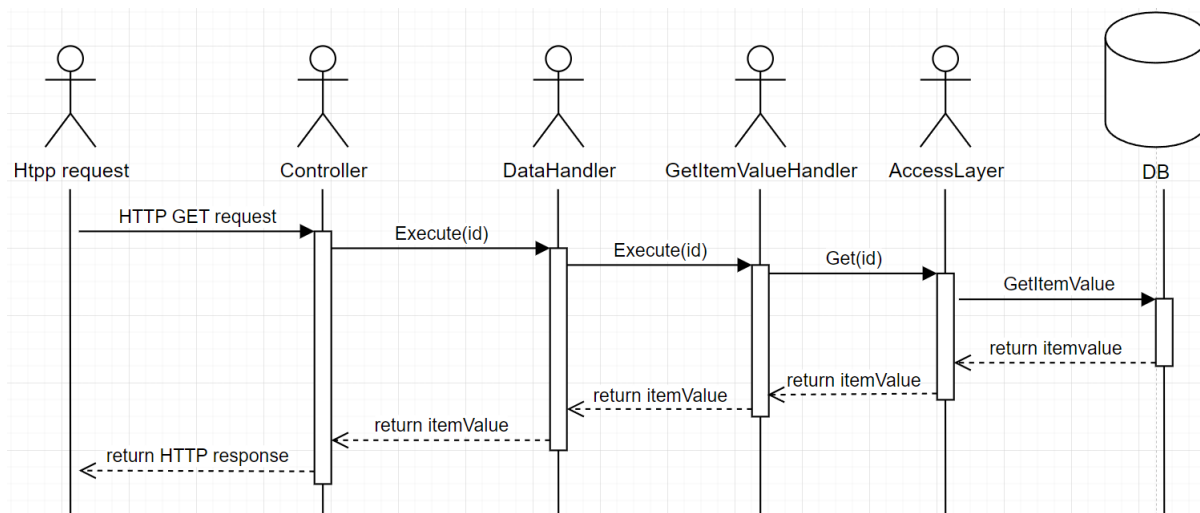 Htpp request
Controller
DataHandler
GetItemValueHandler
AccessLayer
DB
HTTP GET request
Execute(id)
Execute(id)
Get(id)
GetItemValue
return itemvalue
return itemValue
return itemValue
return itemValue
return HTTP response